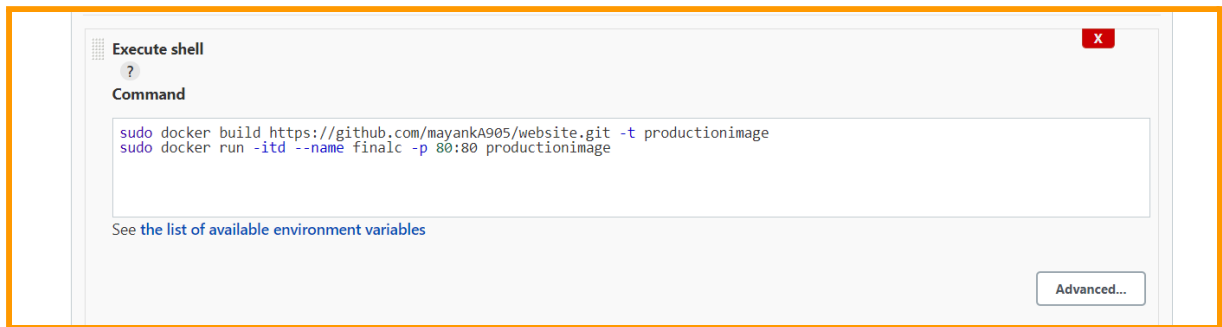 Execute shell
X
?
Command
sudo docker build https://github.com/mayankA905/website.git -t productionimage
sudo docker run -itd --name finalc -p 80:80 productionimage
See the list of available environment variables
Advanced...